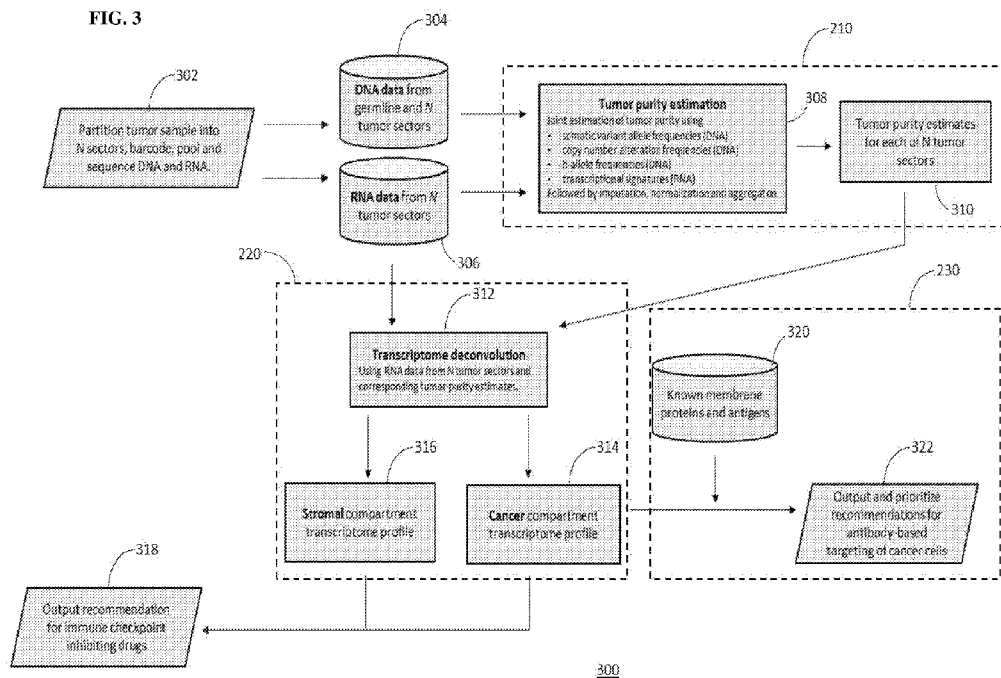 FIG. 3
304
210
302
DNA data from
germline and N
tumor sectors
308
Tumor purity estimation
Joint estimation of tumor purity using
• somatic variant allele frequencies (DNA)
• copy number alteration frequencies (DNA)
• b-allele frequencies (DNA)
• transcriptional signatures (RNA)
Followed by imputation, normalization and aggregation
Tumor purity estimates
for each of N tumor
sectors
Partition tumor sample into
N sectors, barcode, pool and
sequence DNA and RNA.
RNA data from N
tumor sectors
306
310
220
230
312
Transcriptome deconvolution
Using RNA data from N tumor sectors and
corresponding tumor purity estimates.
320
Known membrane
proteins and antigens
316
314
322
Stromal compartment
transcriptome profile
Cancer compartment
transcriptome profile
Output and prioritize
recommendations for
antibody-based
targeting of cancer cells
318
Output recommendation
for immune checkpoint
inhibiting drugs
300